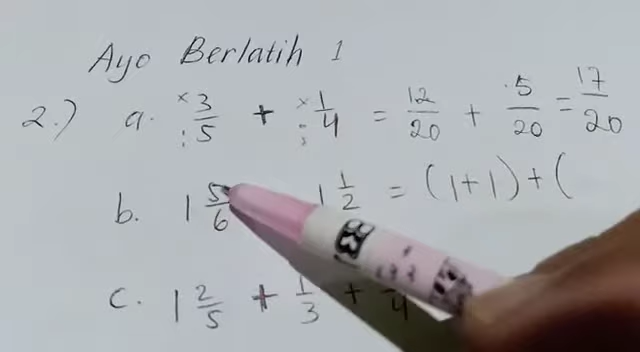 Ayo Berlatih 1
2.) a. × 3/5 + × 1/4 = 12/20 + 5/20 = 17/20
b. 1 5/6 1 1/2 = (1+1) + (
c. 1 2/5 + 1/3 + /4